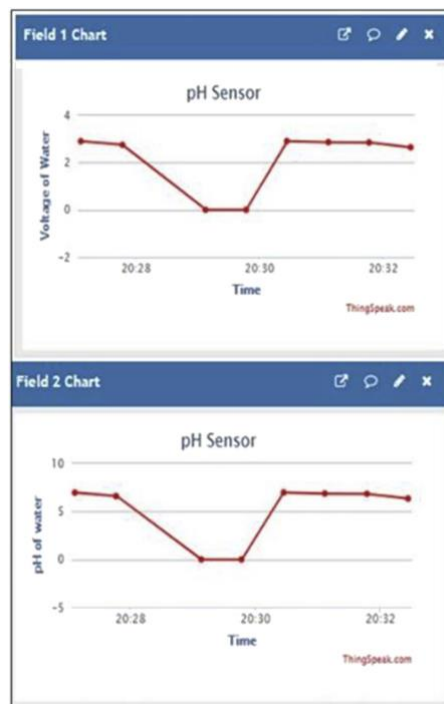 Field 1 Chart
pH Sensor
Voltage of Water
4
2
0
-2
20:28
20:30
20:32
Time
ThingSpeak.com
Field 2 Chart
pH Sensor
pH of water
10
5
0
-5
20:28
20:30
20:32
Time
ThingSpeak.com